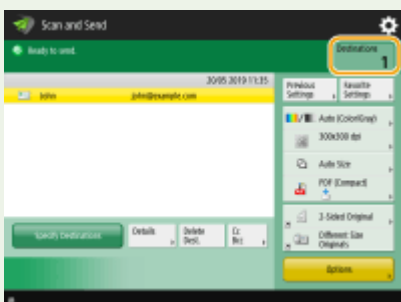 Scan and Send
Ready to send.
Destinations
1
20/05 2019 11:35
John john@example.com
Previous Settings
Favorite Settings
Auto (Color/Gray)
300x300 dpi
Auto Size
PDF (Compact)
2-Sided Original
Different Size Originals
Specify Destinations
Details
Delete Dest.
Cc Bcc
Options